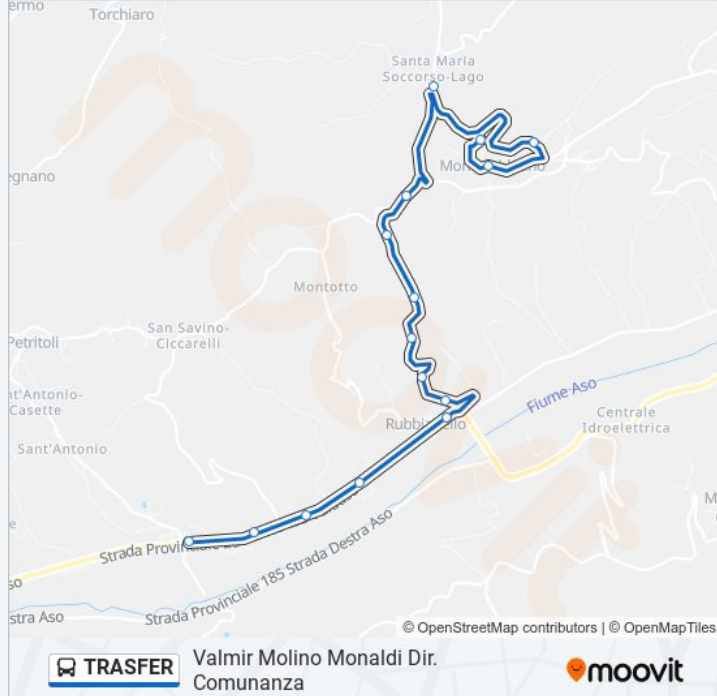 Torchiaro
Santa Maria
Soccorso-Lago
Montotto
San Savino-
Ciccarelli
Petritoli
Sant'Antonio
Fiume Aso
Centrale
Idroelettrica
Strada Provinciale 185 Strada Destra Aso
© OpenStreetMap contributors | © OpenMapTiles
TRASFER
Valmir Molino Monaldi Dir.
Comunanza
moovit